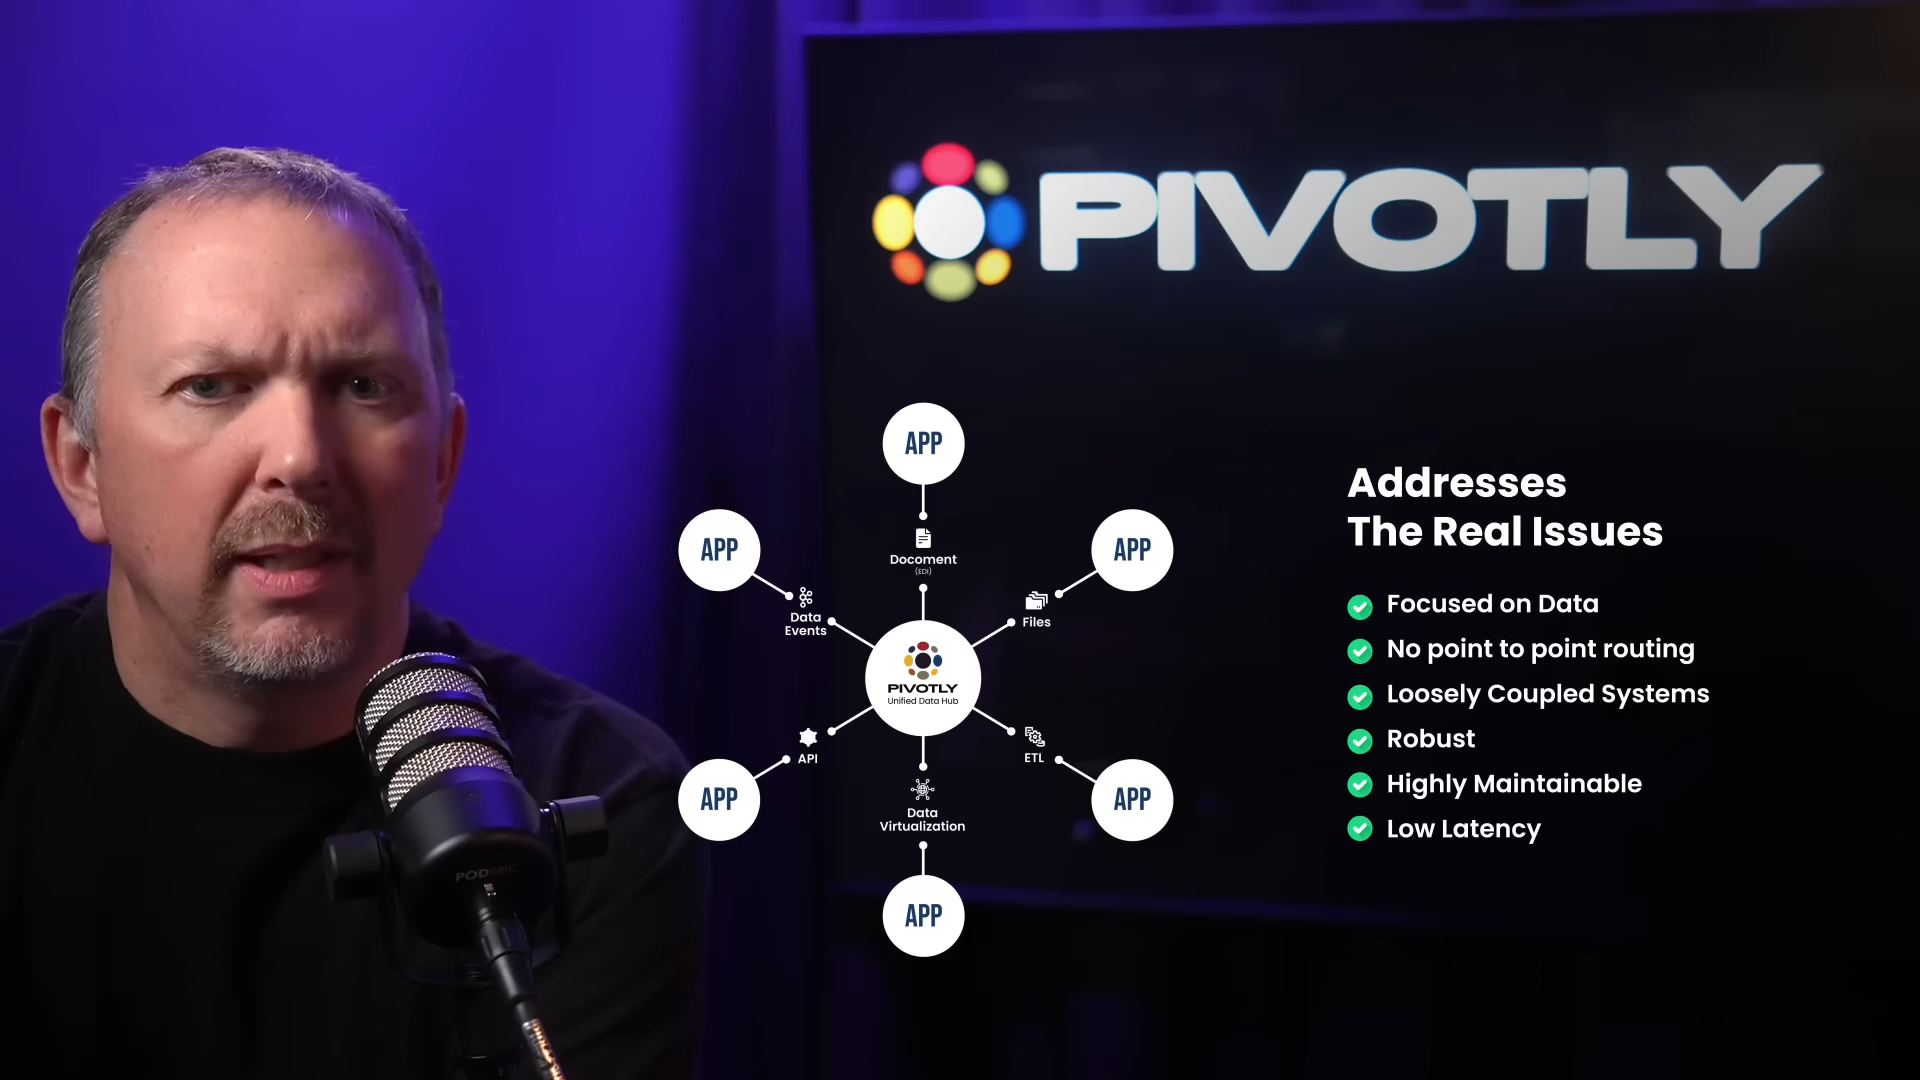 PIVOTLY
APP
APP
APP
Docoment
(EDI)
Data
Events
Files
PIVOTLY
Unified Data Hub
API
ETL
APP
APP
Data
Virtualization
APP
Addresses
The Real Issues
Focused on Data
No point to point routing
Loosely Coupled Systems
Robust
Highly Maintainable
Low Latency
PODMIC